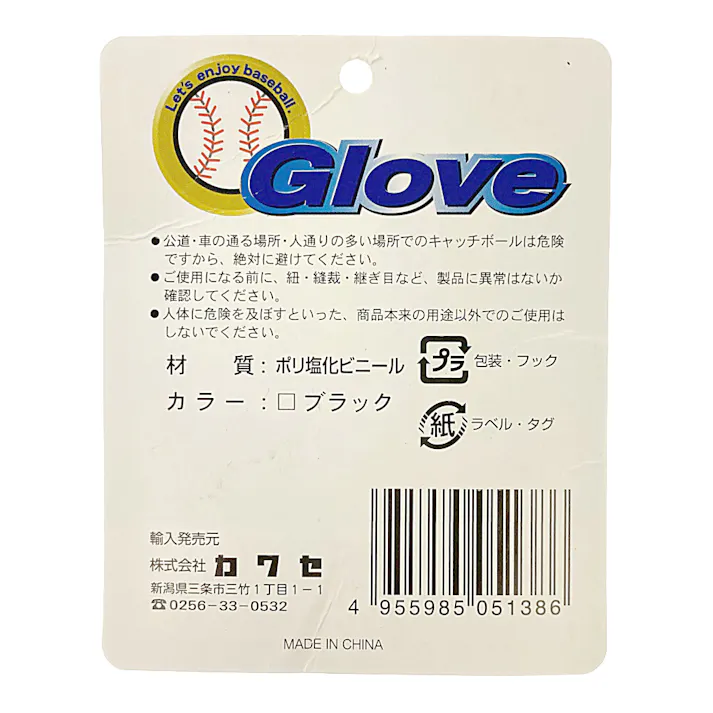 Let's enjoy baseball.
Glove
●公道・車の通る場所・人通りの多い場所でのキャッチボールは危険
ですから、絶対に避けてください。
●ご使用になる前に、紐・縫裁・継ぎ目など、製品に異常はないか
確認してください。
●人体に危険を及ぼすといった、商品本来の用途以外でのご使用は
しないでください。
材　質：ポリ塩化ビニール
カラー：□ブラック
プラ 包装・フック
紙 ラベル・タグ
輸入発売元
株式会社 カワセ
新潟県三条市三竹1丁目1-1
☎0256-33-0532
4 955985 051386
MADE IN CHINA